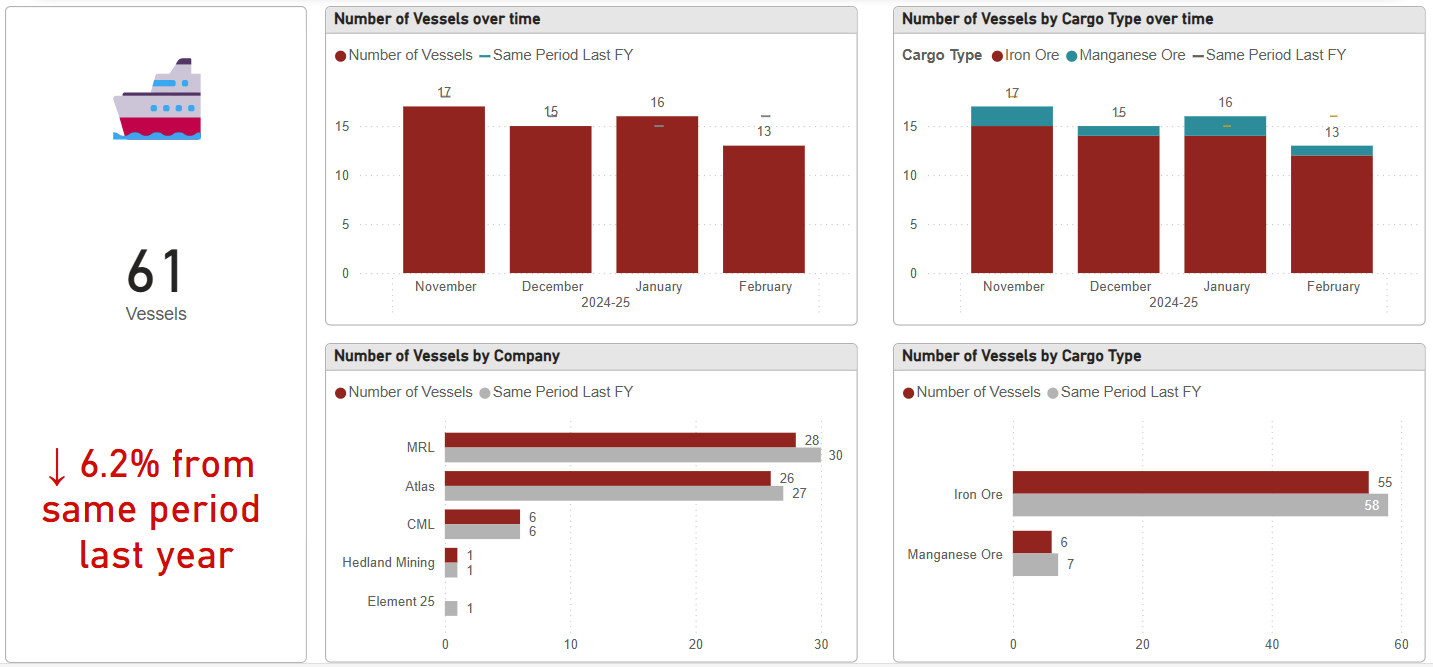 61
Vessels
↓ 6.2% from
same period
last year
Number of Vessels over time
Number of Vessels Same Period Last FY
17
15
16
13
15
10
5
0
November December January February
2024-25
Number of Vessels by Cargo Type over time
Cargo Type Iron Ore Manganese Ore Same Period Last FY
17
15
16
13
15
10
5
0
November December January February
2024-25
Number of Vessels by Company
Number of Vessels Same Period Last FY
MRL 28
30
Atlas 26
27
CML 6
6
Hedland Mining 1
1
Element 25 1
0 10 20 30
Number of Vessels by Cargo Type
Number of Vessels Same Period Last FY
Iron Ore 55
58
Manganese Ore 6
7
0 20 40 60